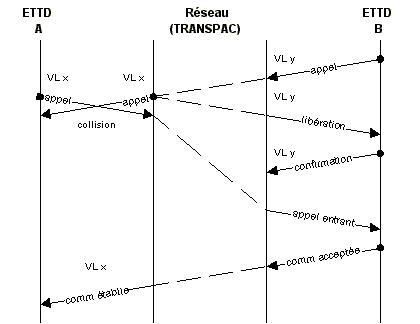 ETTD
A
Réseau
(TRANSPAC)
ETTD
B
VL y
appel
VL x
VL x
appel
appel
VL y
collision
libération
VL y
confirmation
appel entrant
comm acceptée
VL x
comm établie